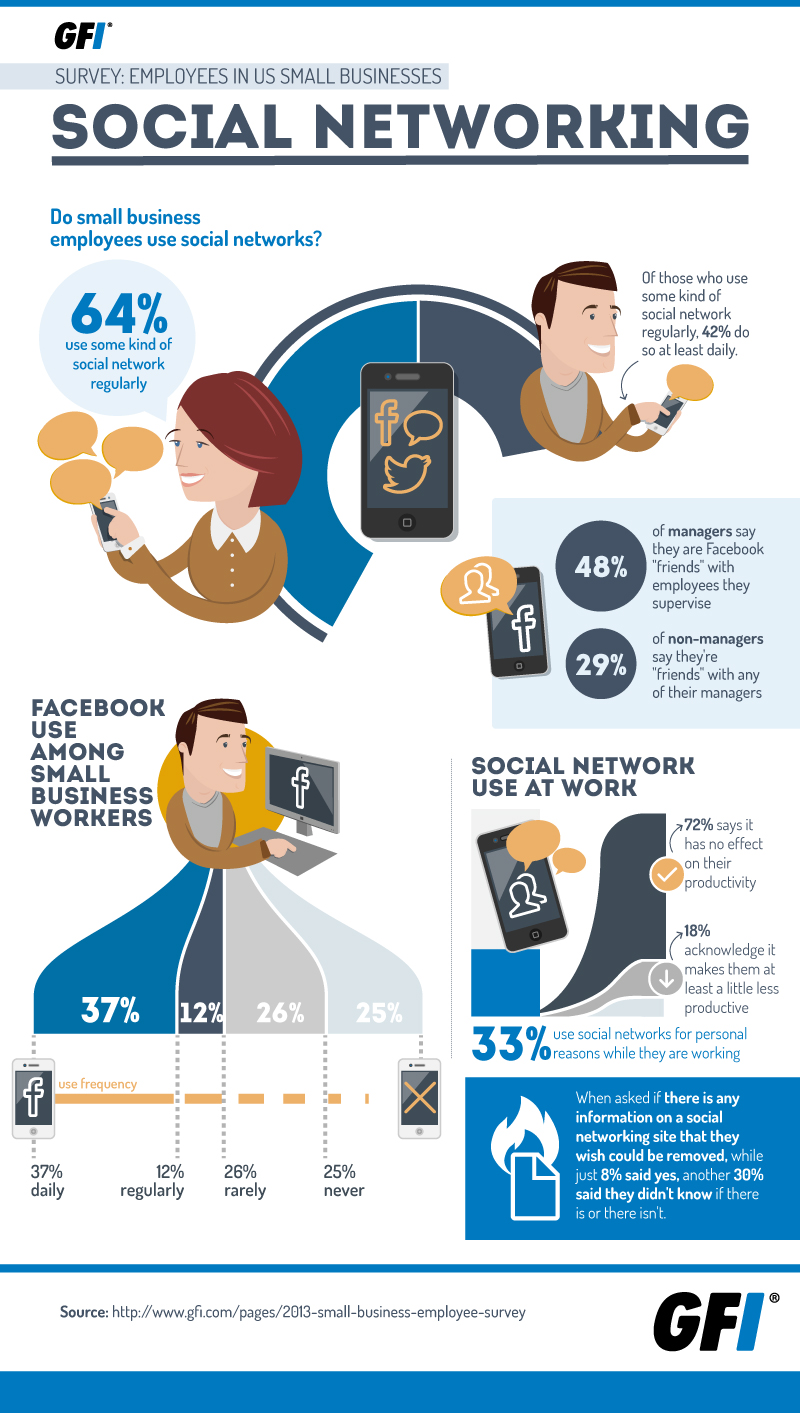 GFI®
SURVEY: EMPLOYEES IN US SMALL BUSINESSES
SOCIAL NETWORKING
Do small business
employees use social networks?
64%
use some kind of
social network
regularly
Of those who use
some kind of
social network
regularly, 42% do
so at least daily.
48%
of managers say
they are Facebook
"friends" with
employees they
supervise
29%
of non-managers
say they're
"friends" with any
of their managers
FACEBOOK
USE
AMONG
SMALL
BUSINESS
WORKERS
37%
12%
26%
25%
use frequency
37%
daily
12%
regularly
26%
rarely
25%
never
SOCIAL NETWORK
USE AT WORK
72% says it
has no effect
on their
productivity
18%
acknowledge it
makes them at
least a little less
productive
33% use social networks for personal
reasons while they are working
When asked if there is any
information on a social
networking site that they
wish could be removed, while
just 8% said yes, another 30%
said they didn't know if there
is or there isn't.
Source: http://www.gfi.com/pages/2013-small-business-employee-survey
GFI®